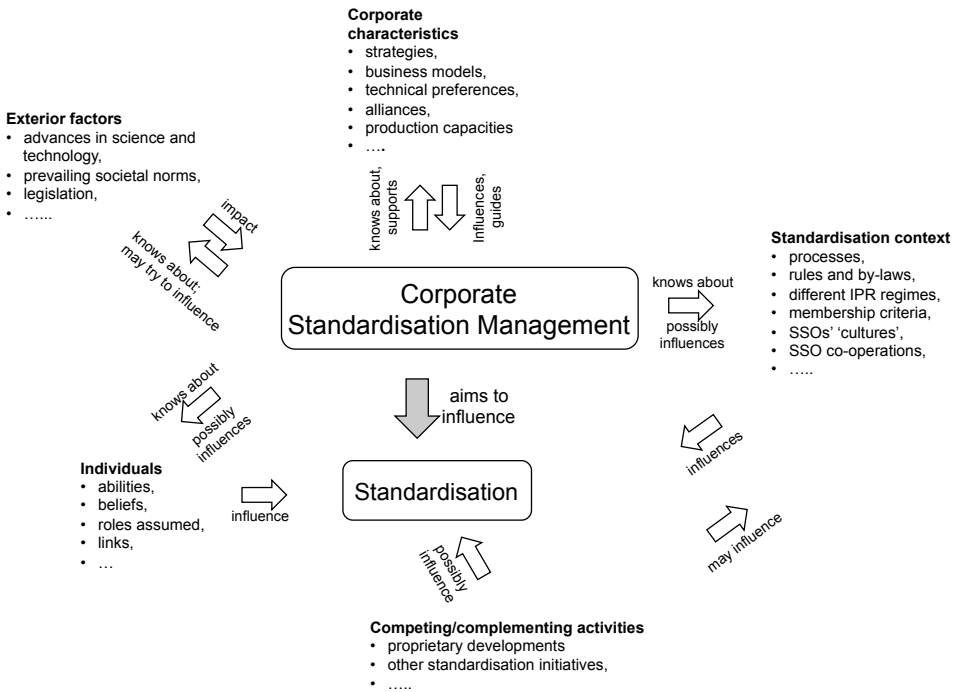 Corporate
characteristics
• strategies,
• business models,
• technical preferences,
• alliances,
• production capacities
• ….
Exterior factors
• advances in science and
technology,
• prevailing societal norms,
• legislation,
• …...
impact
knows about;
may try to influence
knows about,
supports
Influences,
guides
Corporate
Standardisation Management
knows about
possibly
influences
Standardisation context
• processes,
• rules and by-laws,
• different IPR regimes,
• membership criteria,
• SSOs' 'cultures',
• SSO co-operations,
• …..
knows about
possibly
influences
aims to
influence
influences
Individuals
• abilities,
• beliefs,
• roles assumed,
• links,
• …
influence
Standardisation
may influence
possibly
influence
Competing/complementing activities
• proprietary developments
• other standardisation initiatives,
• …..